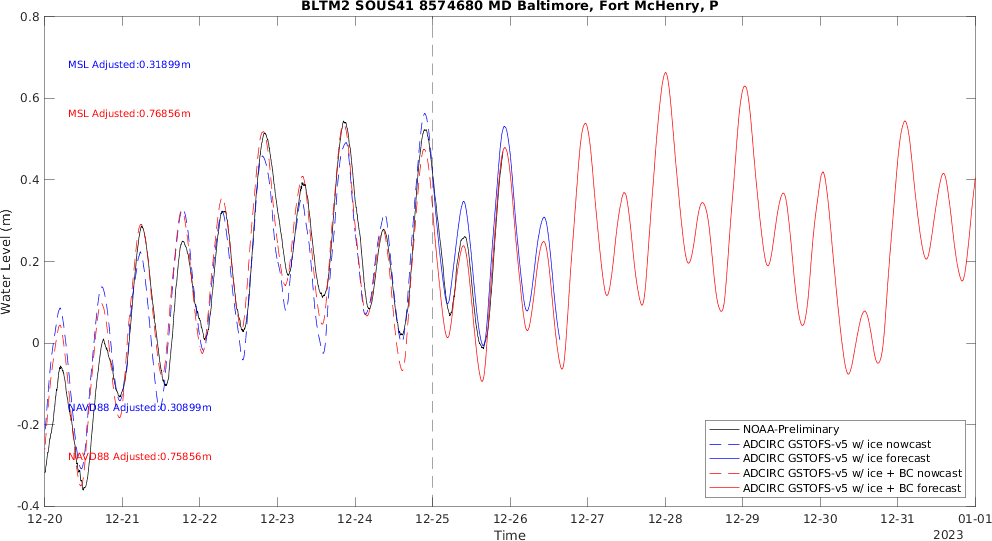 BLTM2 SOUS41 8574680 MD Baltimore, Fort McHenry, P
0.8
0.6
0.4
0.2
0
-0.2
-0.4
Water Level (m)
MSL Adjusted:0.31899m
MSL Adjusted:0.76856m
NAVD88 Adjusted:0.30899m
NAVD88 Adjusted:0.75856m
NOAA-Preliminary
ADCIRC GSTOFS-v5 w/ ice nowcast
ADCIRC GSTOFS-v5 w/ ice forecast
ADCIRC GSTOFS-v5 w/ ice + BC nowcast
ADCIRC GSTOFS-v5 w/ ice + BC forecast
12-20 12-21 12-22 12-23 12-24 12-25 12-26 12-27 12-28 12-29 12-30 12-31 01-01
Time
2023